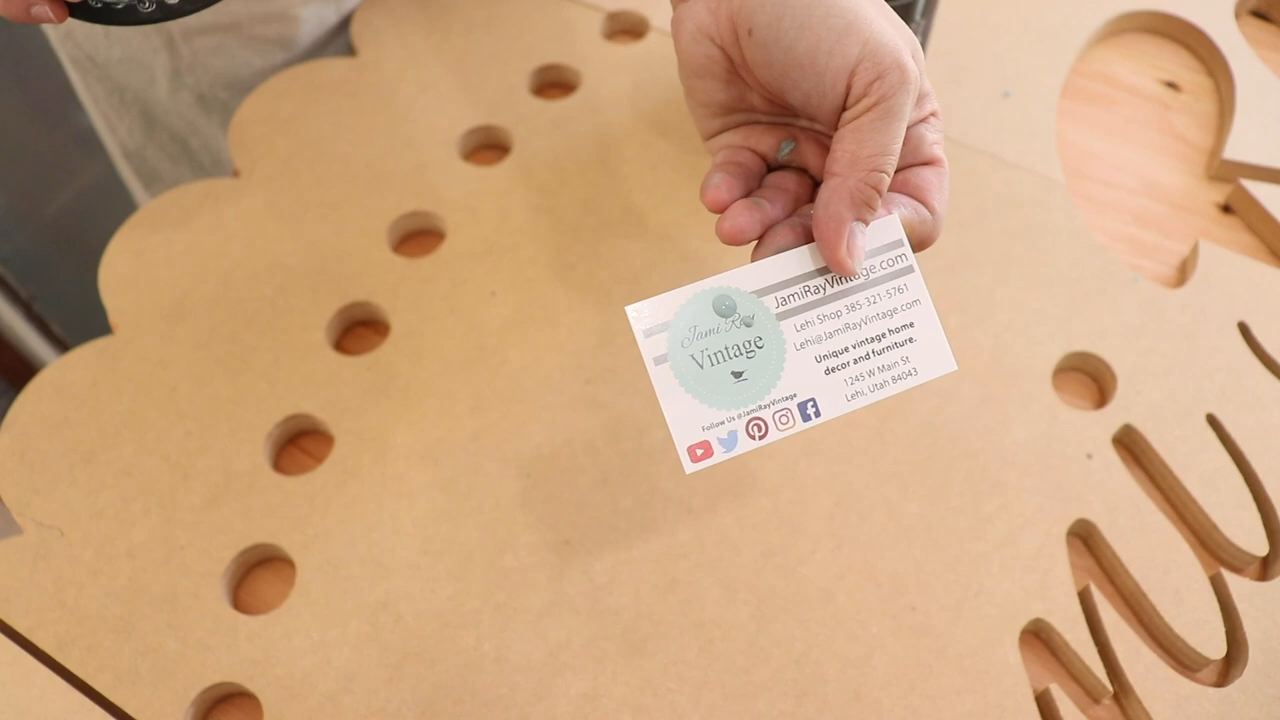 JamiRayVintage.com
Lehi Shop 385-321-5761
Lehi@JamiRayVintage.com
Unique vintage home
decor and furniture.
1245 W Main St
Lehi, Utah 84043
Jami Ray
Vintage
Follow Us @JamiRayVintage